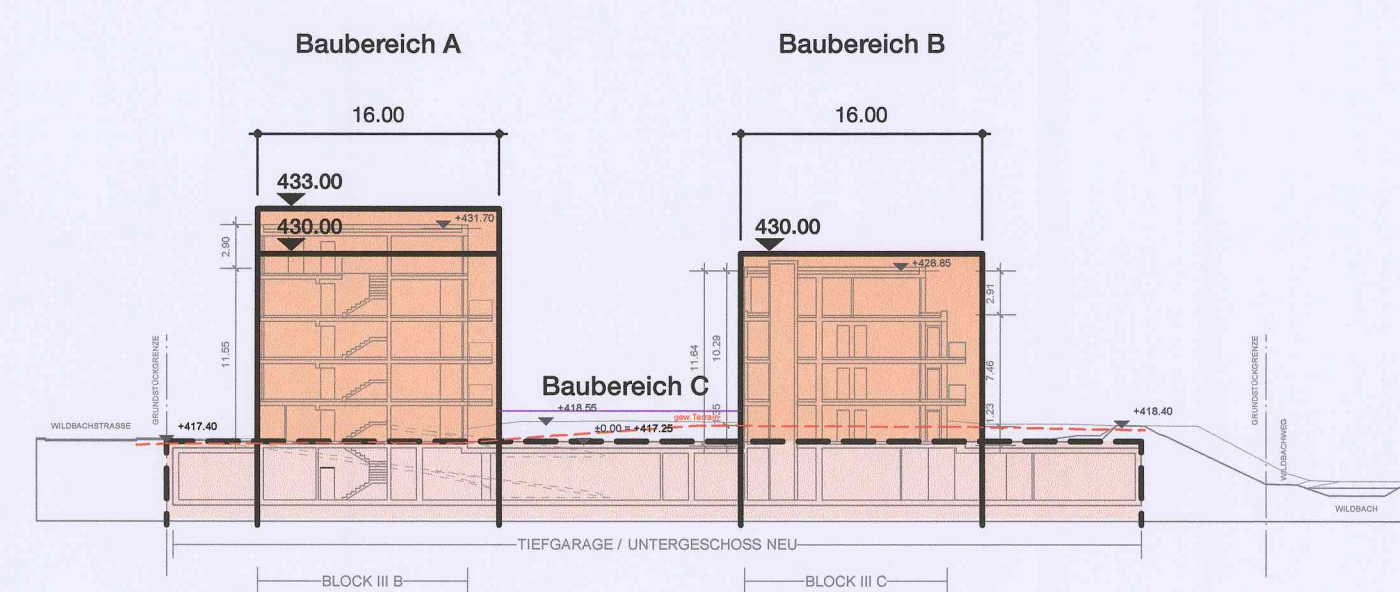 Baubereich A
Baubereich B
16.00
16.00
433.00
430.00
+431.70
430.00
+428.85
2.90
11.55
11.64
10.29
2.91
7.46
1.23
Baubereich C
+418.55
gew.Terrain
±0.00 = +417.25
GRUNDSTÜCKGRENZE
WILDBACHSTRASSE
+417.40
+418.40
GRUNDSTÜCKGRENZE
WILDBACHWEG
WILDBACH
TIEFGARAGE / UNTERGESCHOSS NEU
BLOCK III B
BLOCK III C